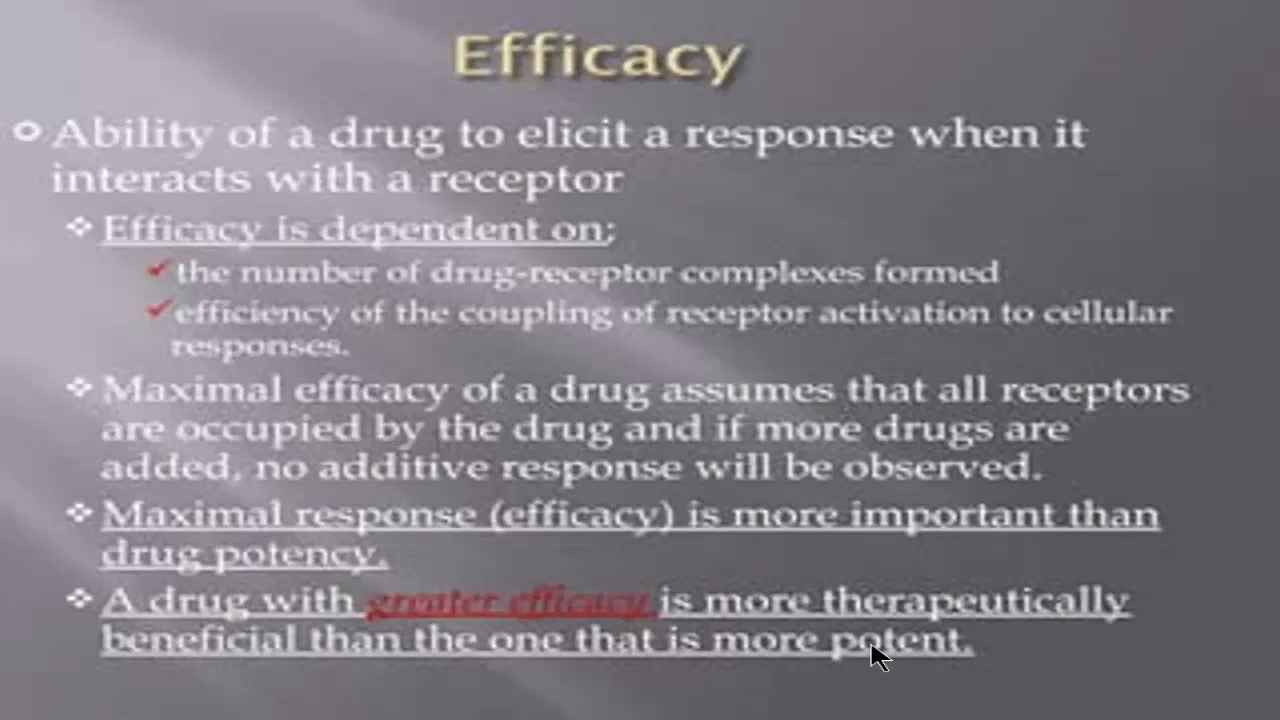 Efficacy
Ability of a drug to elicit a response when it
interacts with a receptor
Efficacy is dependent on;
the number of drug-receptor complexes formed
efficiency of the coupling of receptor activation to cellular
responses.
Maximal efficacy of a drug assumes that all receptors
are occupied by the drug and if more drugs are
added, no additive response will be observed.
Maximal response (efficacy) is more important than
drug potency.
A drug with greater efficacy is more therapeutically
beneficial than the one that is more potent.